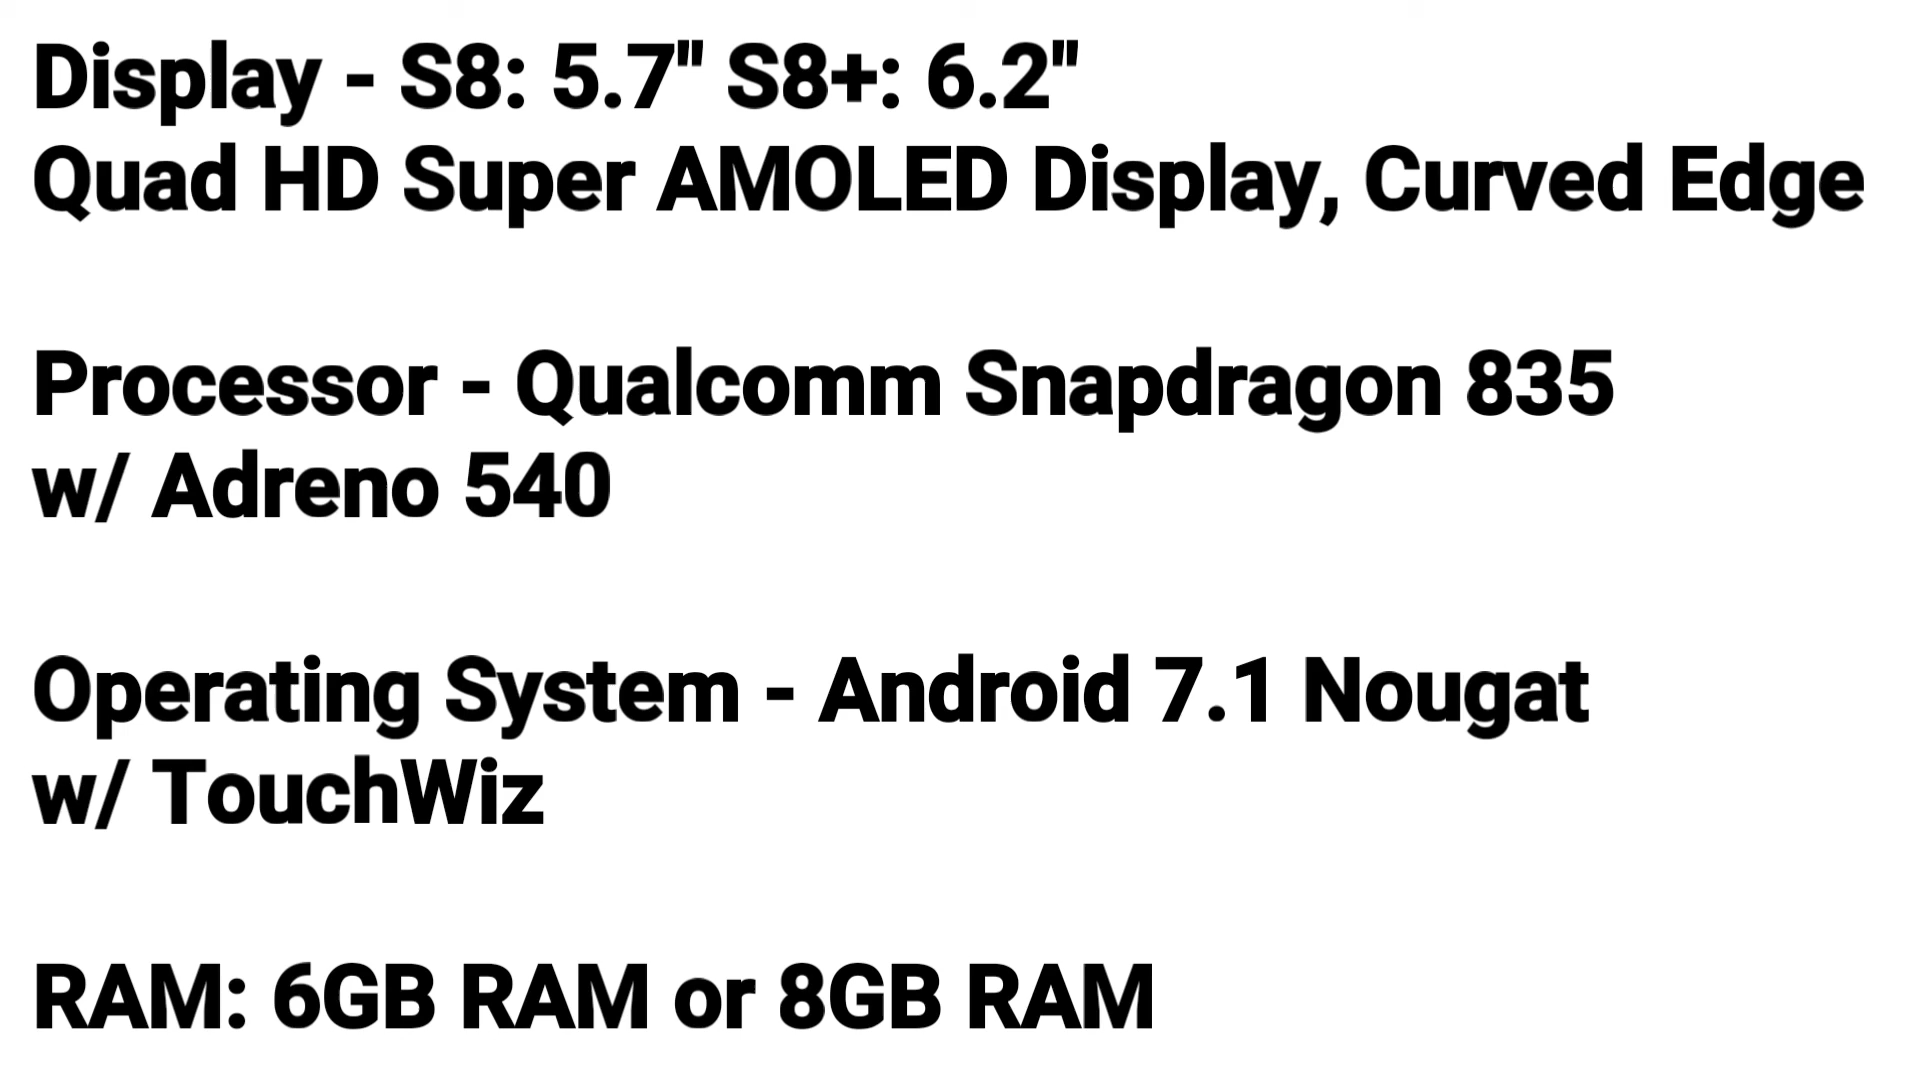 Display - S8: 5.7" S8+: 6.2"
Quad HD Super AMOLED Display, Curved Edge
Processor - Qualcomm Snapdragon 835
w/ Adreno 540
Operating System - Android 7.1 Nougat
w/ TouchWiz
RAM: 6GB RAM or 8GB RAM